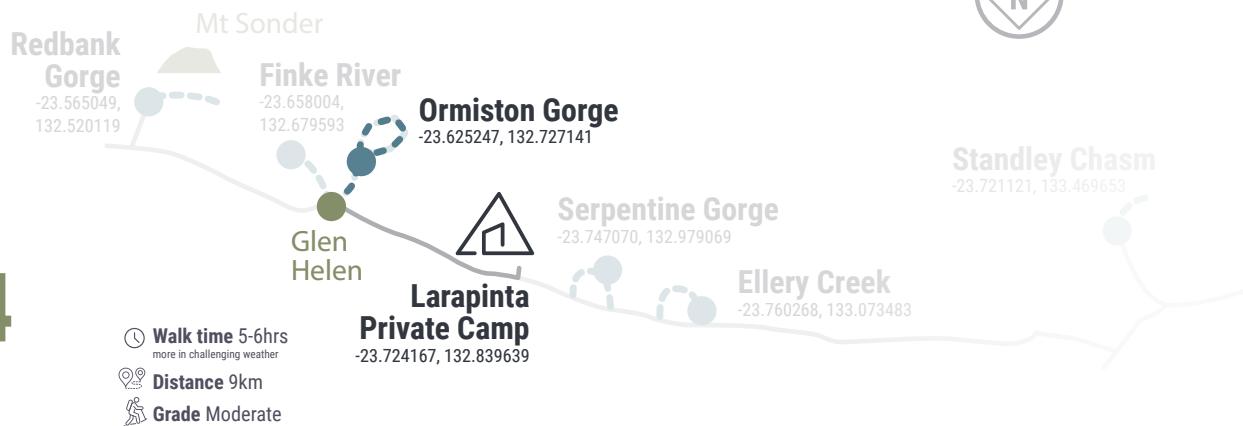 N
Mt Sonder
Redbank
Gorge
-23.565049,
132.520119
Finke River
-23.658004,
132.679593
Ormiston Gorge
-23.625247, 132.727141
Standley Chasm
-23.721121, 133.469653
Serpentine Gorge
-23.747070, 132.979069
Glen
Helen
Ellery Creek
-23.760268, 133.073483
Larapinta
Private Camp
-23.724167, 132.839639
4
Walk time 5-6hrs
more in challenging weather
Distance 9km
Grade Moderate